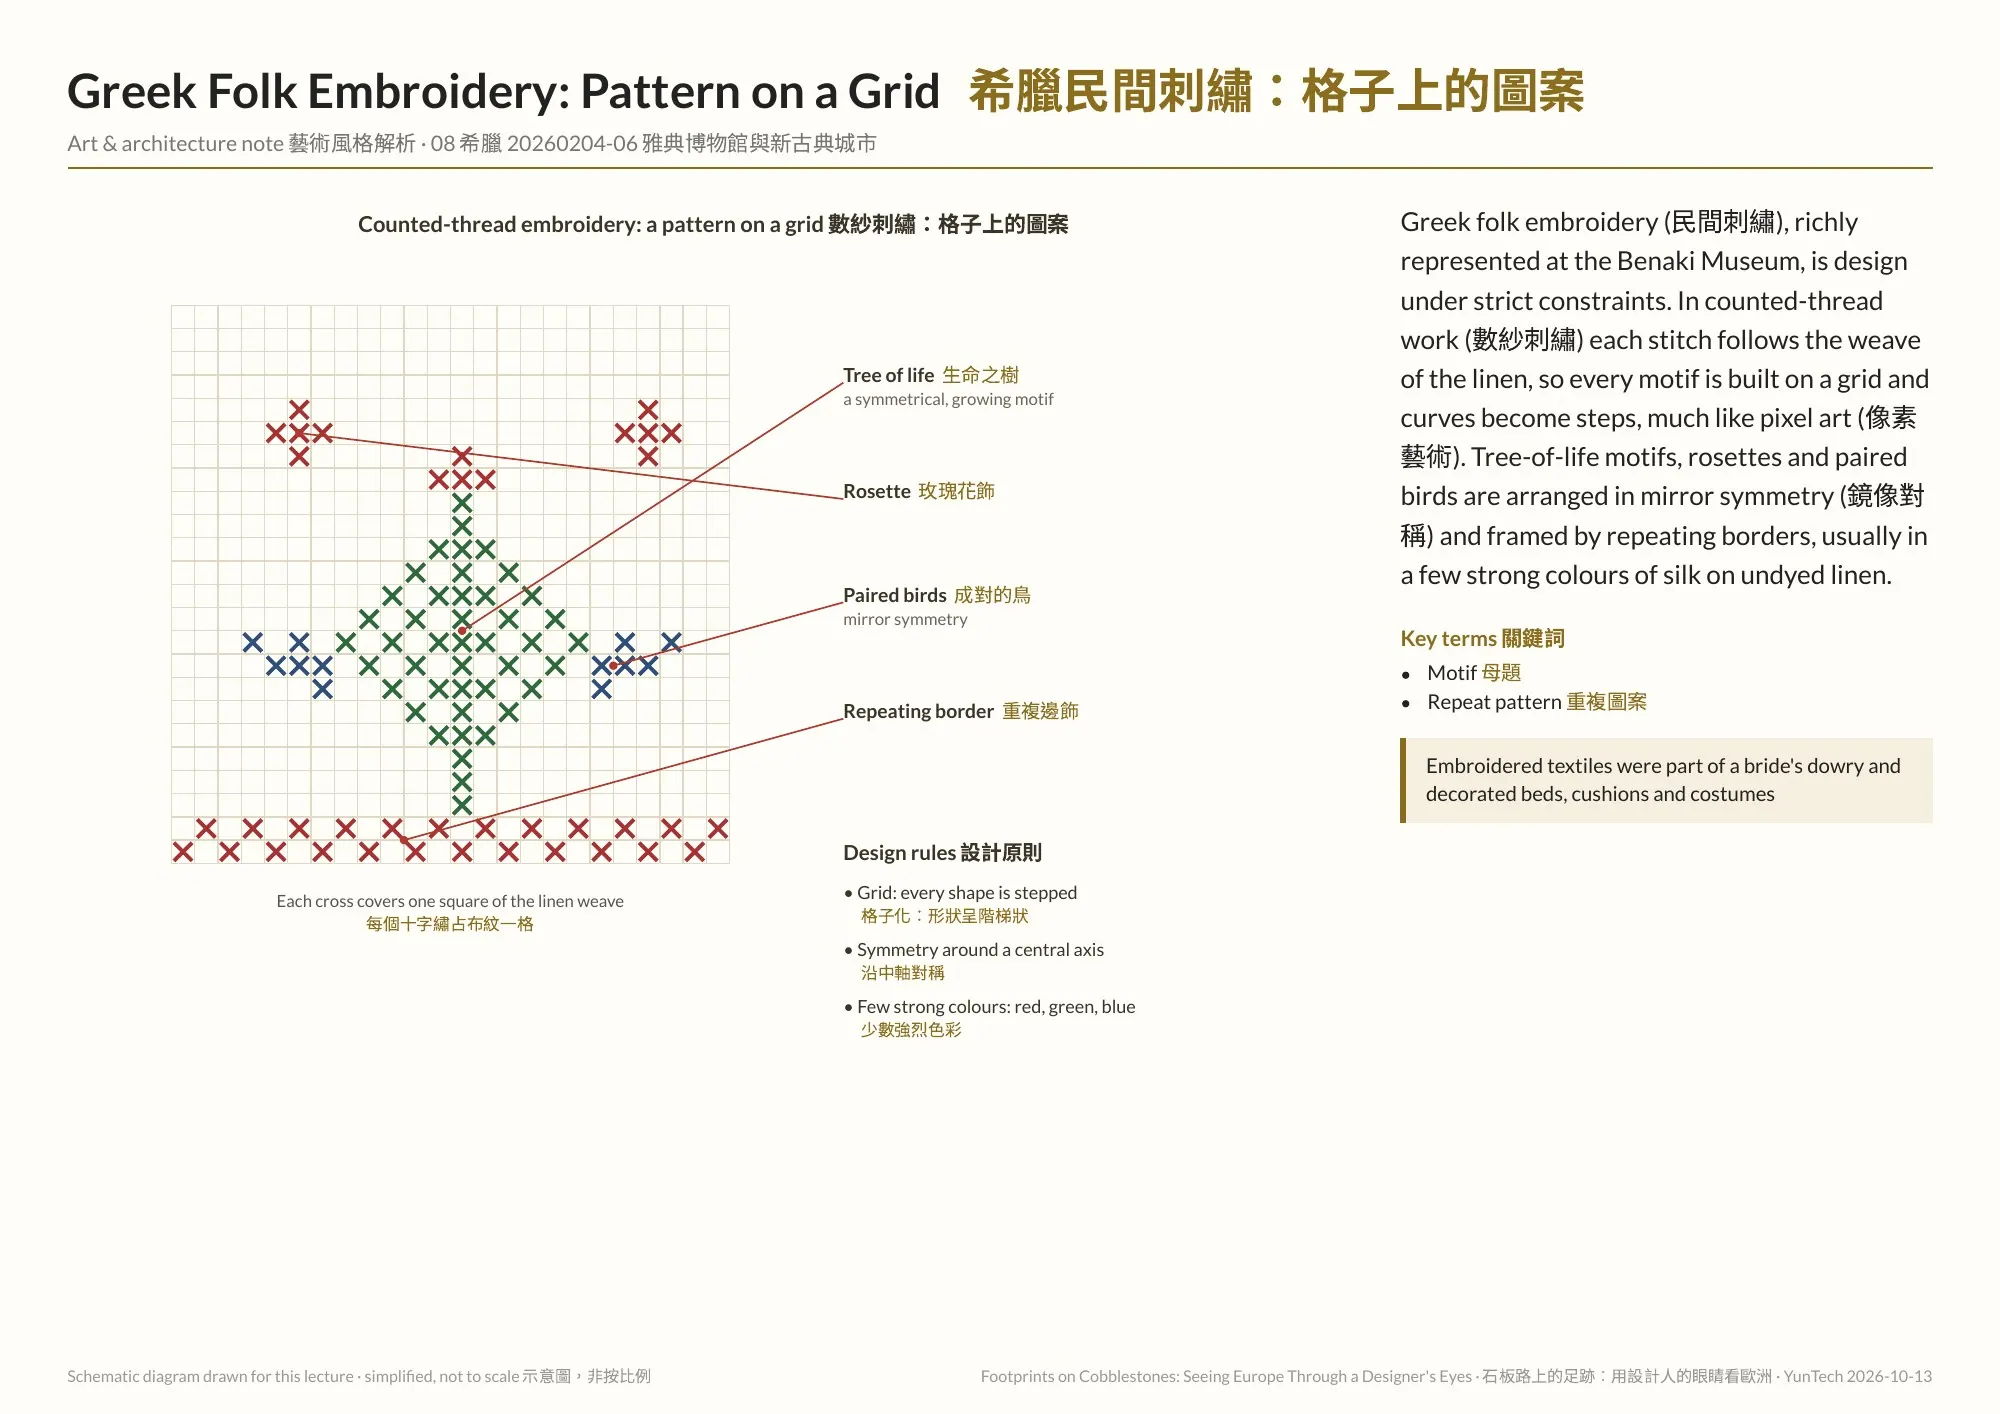 Greek Folk Embroidery: Pattern on a Grid 希臘民間刺繡：格子上的圖案
Art & architecture note 藝術風格解析 · 08 希臘 20260204-06 雅典博物館與新古典城市
Counted-thread embroidery: a pattern on a grid 數紗刺繡：格子上的圖案
Tree of life 生命之樹
a symmetrical, growing motif
Rosette 玫瑰花飾
Paired birds 成對的鳥
mirror symmetry
Repeating border 重複邊飾
Each cross covers one square of the linen weave
每個十字繡占布紋一格
Design rules 設計原則
• Grid: every shape is stepped
格子化：形狀呈階梯狀
• Symmetry around a central axis
沿中軸對稱
• Few strong colours: red, green, blue
少數強烈色彩
Greek folk embroidery (民間刺繡), richly
represented at the Benaki Museum, is design
under strict constraints. In counted-thread
work (數紗刺繡) each stitch follows the weave
of the linen, so every motif is built on a grid and
curves become steps, much like pixel art (像素
藝術). Tree-of-life motifs, rosettes and paired
birds are arranged in mirror symmetry (鏡像對
稱) and framed by repeating borders, usually in
a few strong colours of silk on undyed linen.
Key terms 關鍵詞
• Motif 母題
• Repeat pattern 重複圖案
Embroidered textiles were part of a bride's dowry and
decorated beds, cushions and costumes
Schematic diagram drawn for this lecture · simplified, not to scale 示意圖，非按比例
Footprints on Cobblestones: Seeing Europe Through a Designer's Eyes · 石板路上的足跡：用設計人的眼睛看歐洲 · YunTech 2026-10-13